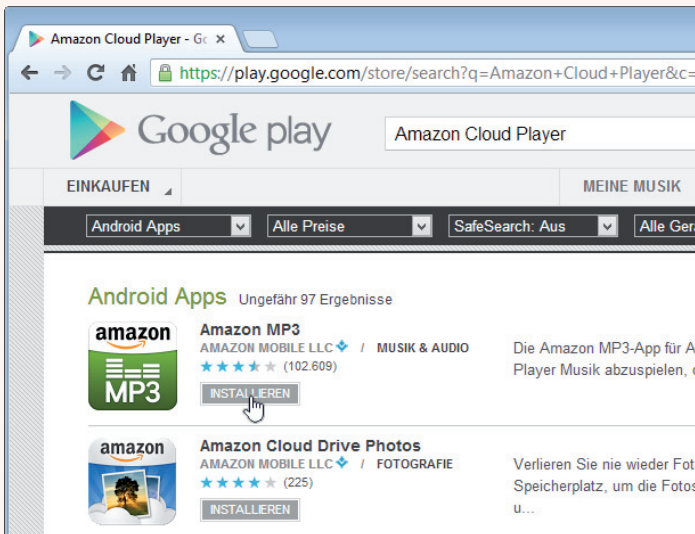 Amazon Cloud Player - Go
https://play.google.com/store/search?q=Amazon+Cloud+Player&c=
Google play
Amazon Cloud Player
EINKAUFEN MEINE MUSIK
Android Apps Alle Preise SafeSearch: Aus Alle Ger
Android Apps Ungefähr 97 Ergebnisse
amazon
MP3
Amazon MP3
AMAZON MOBILE LLC / MUSIK & AUDIO
(102.609)
INSTALLIEREN
Die Amazon MP3-App für A
Player Musik abzuspielen,
amazon
Amazon Cloud Drive Photos
AMAZON MOBILE LLC / FOTOGRAFIE
(225)
INSTALLIEREN
Verlieren Sie nie wieder Fot
Speicherplatz, um die Fotos
u...